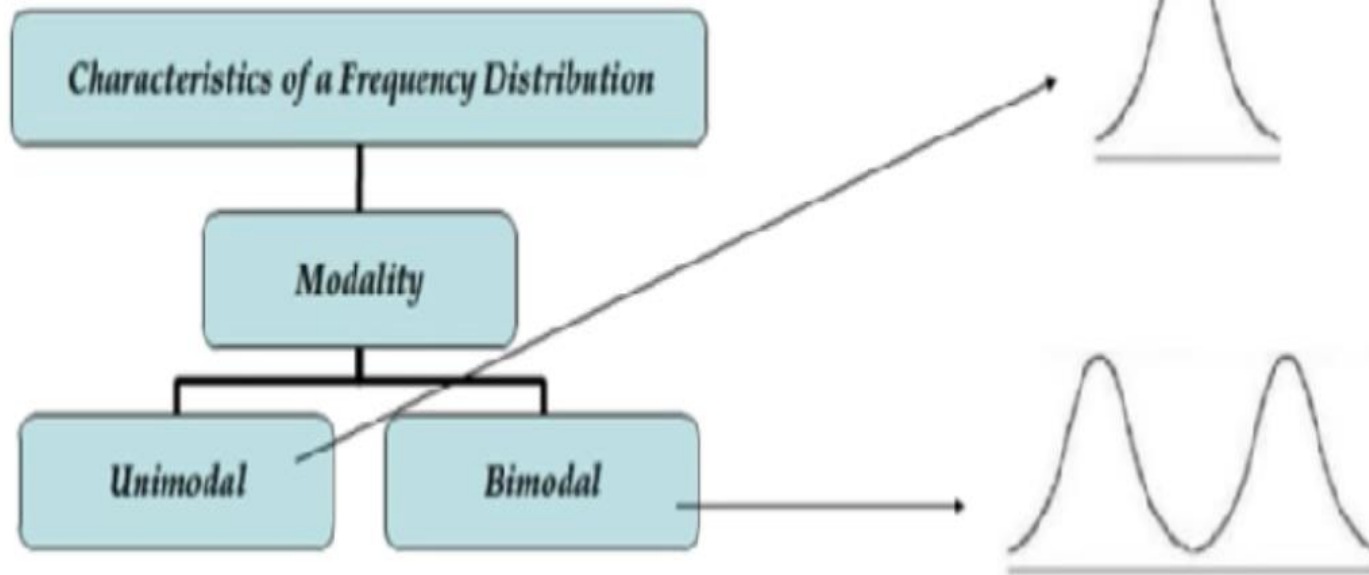 Characteristics of a Frequency Distribution
Modality
Unimodal
Bimodal